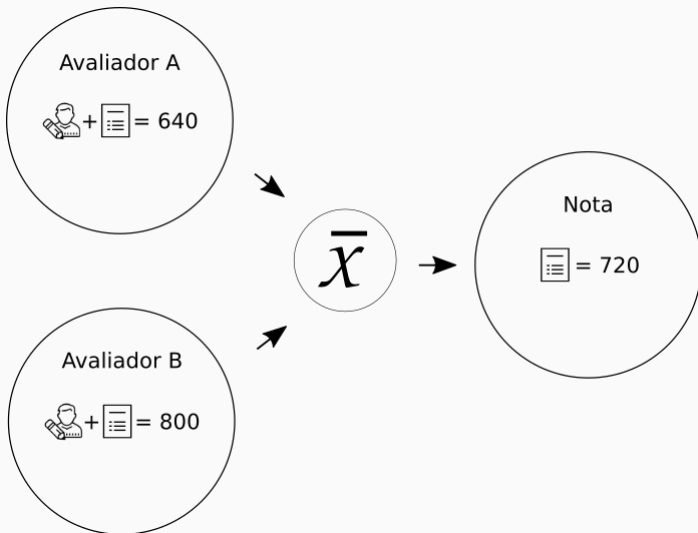 Avaliador A
+ = 640
x̅
Nota
= 720
Avaliador B
+ = 800